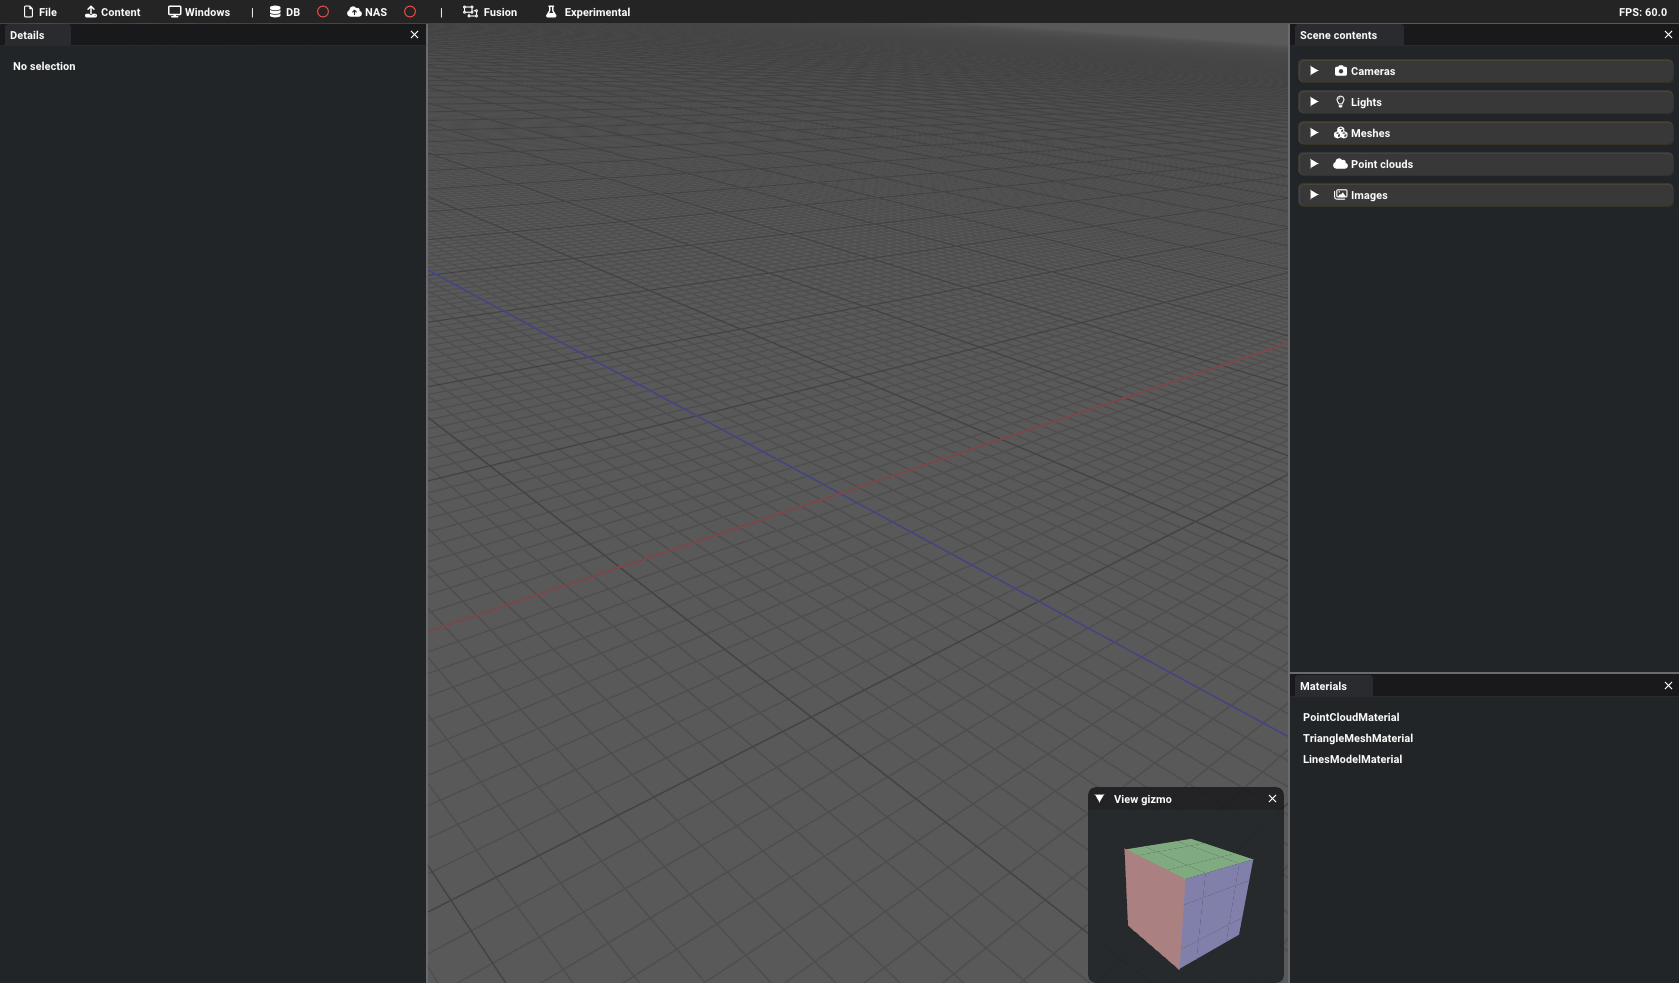 File Content Windows | DB NAS | Fusion Experimental FPS: 60.0
Details
No selection
Scene contents
Cameras
Lights
Meshes
Point clouds
Images
Materials
PointCloudMaterial
TriangleMeshMaterial
LinesModelMaterial
View gizmo